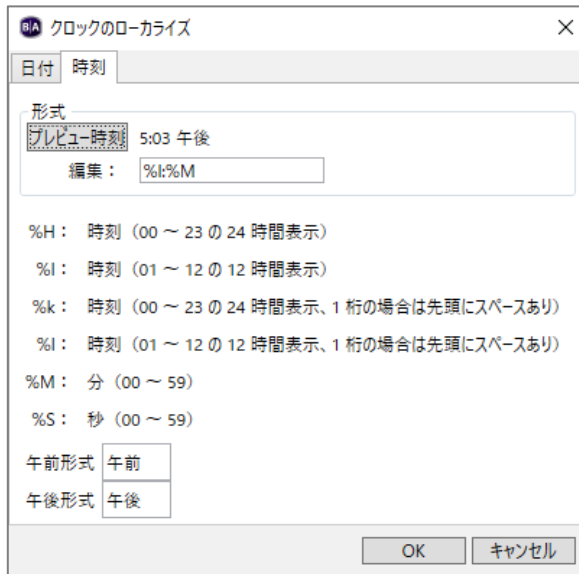 B|A クロックのローカライズ
日付 時刻
形式
プレビュー時刻 5:03 午後
編集： %l:%M
%H： 時刻（00 ～ 23 の 24 時間表示）
%I： 時刻（01 ～ 12 の 12 時間表示）
%k： 時刻（00 ～ 23 の 24 時間表示、1 桁の場合は先頭にスペースあり）
%l： 時刻（01 ～ 12 の 12 時間表示、1 桁の場合は先頭にスペースあり）
%M： 分（00 ～ 59）
%S： 秒（00 ～ 59）
午前形式 午前
午後形式 午後
OK キャンセル